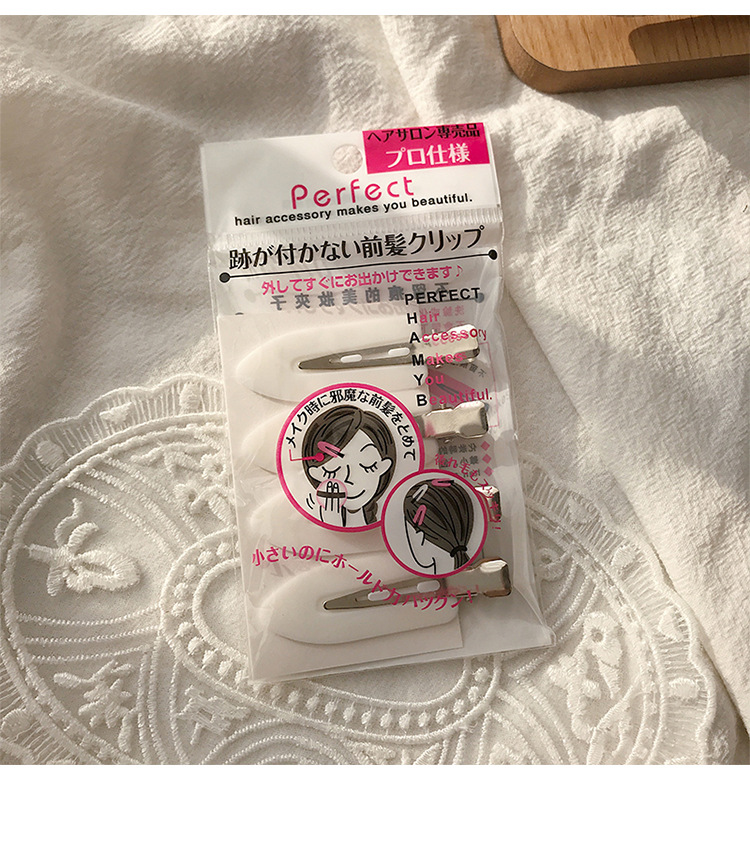 ヘアサロン専売品
プロ仕様
Perfect
hair accessory makes you beautiful.
跡が付かない前髪クリップ
外してすぐにお出かけできます♪
PERFECT
Hair
Accessory
Makes
You
Beautiful.
メイク時に邪魔な前髪をとめて
小さいのにホールド力バツグン♪